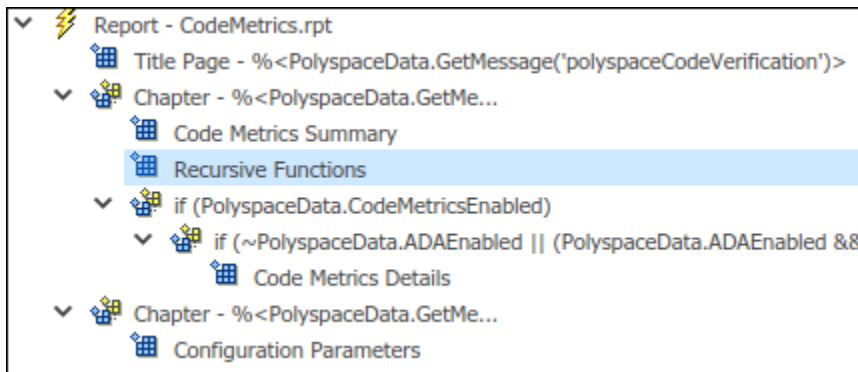 Report - CodeMetrics.rpt
Title Page - %<PolyspaceData.GetMessage('polyspaceCodeVerification')>
Chapter - %<PolyspaceData.GetMe...
Code Metrics Summary
Recursive Functions
if (PolyspaceData.CodeMetricsEnabled)
if (~PolyspaceData.ADAEnabled || (PolyspaceData.ADAEnabled &&
Code Metrics Details
Chapter - %<PolyspaceData.GetMe...
Configuration Parameters